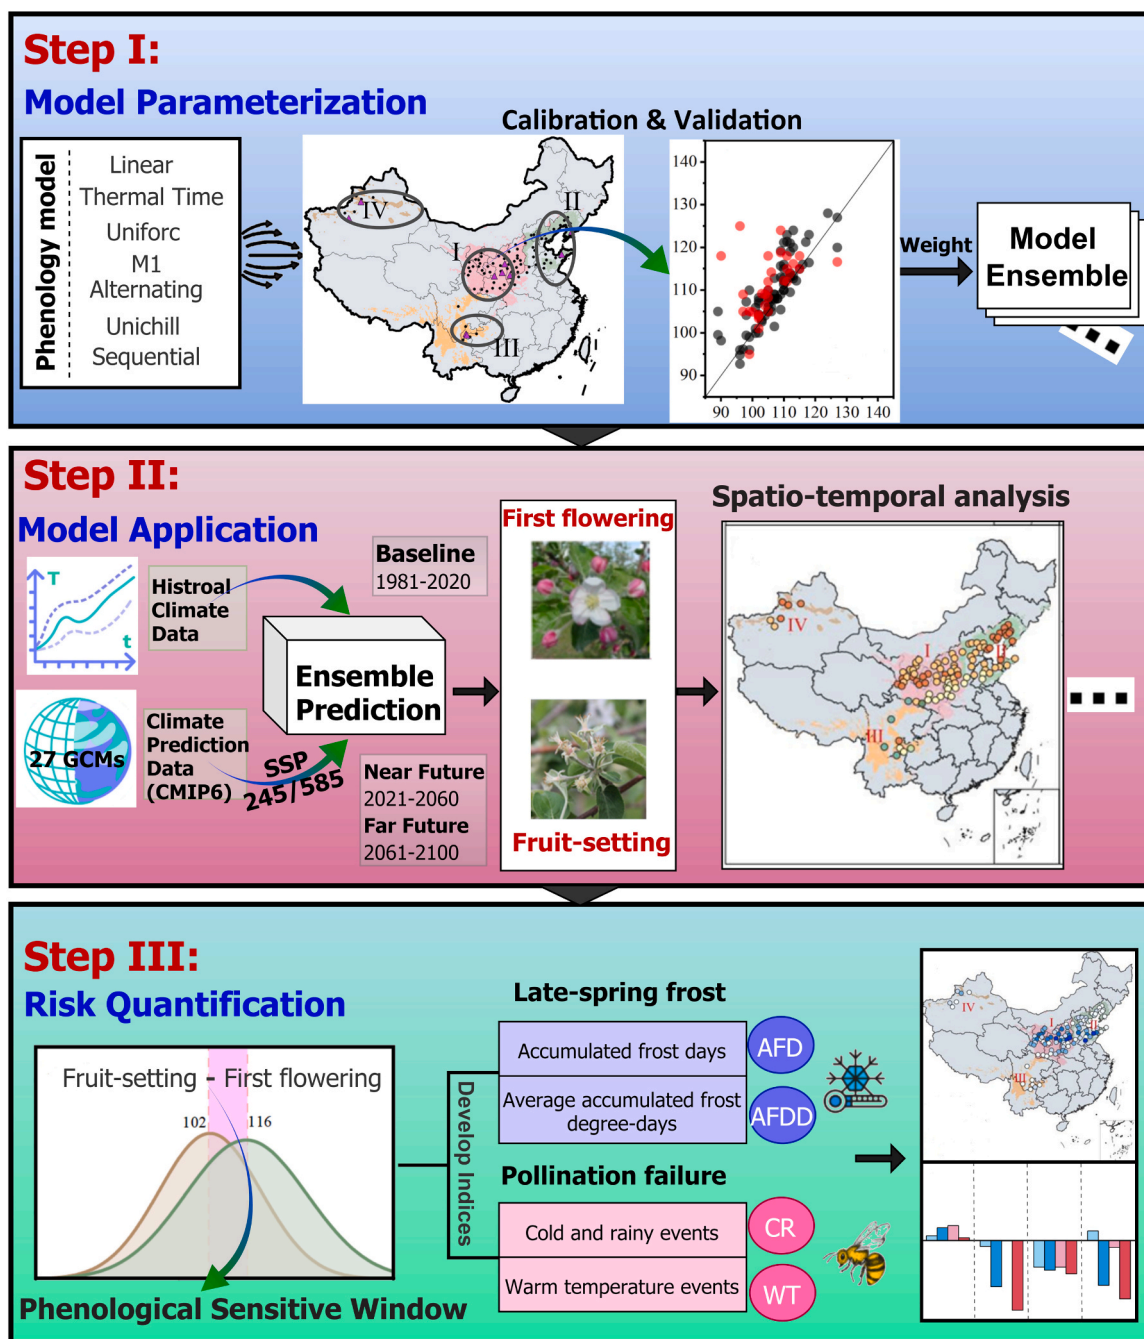 Step I:
Model Parameterization
Calibration & Validation
Phenology model
Linear
Thermal Time
Uniforc
M1
Alternating
Unichill
Sequential
IV
II
I
III
145
140
130
120
110
100
90
90 100 110 120 130 140 145
Weight
Model
Ensemble
Step II:
Model Application
T
t
Histroal
Climate
Data
27 GCMs
Climate
Prediction
Data
(CMIP6)
SSP
245/585
Baseline
1981-2020
Ensemble
Prediction
Near Future
2021-2060
Far Future
2061-2100
First flowering
Fruit-setting
Spatio-temporal analysis
IV
I
II
III
Step III:
Risk Quantification
Fruit-setting - First flowering
102
116
Phenological Sensitive Window
Develop Indices
Late-spring frost
Accumulated frost days
AFD
Average accumulated frost
degree-days
AFDD
Pollination failure
Cold and rainy events
CR
Warm temperature events
WT
IV
I
II
III